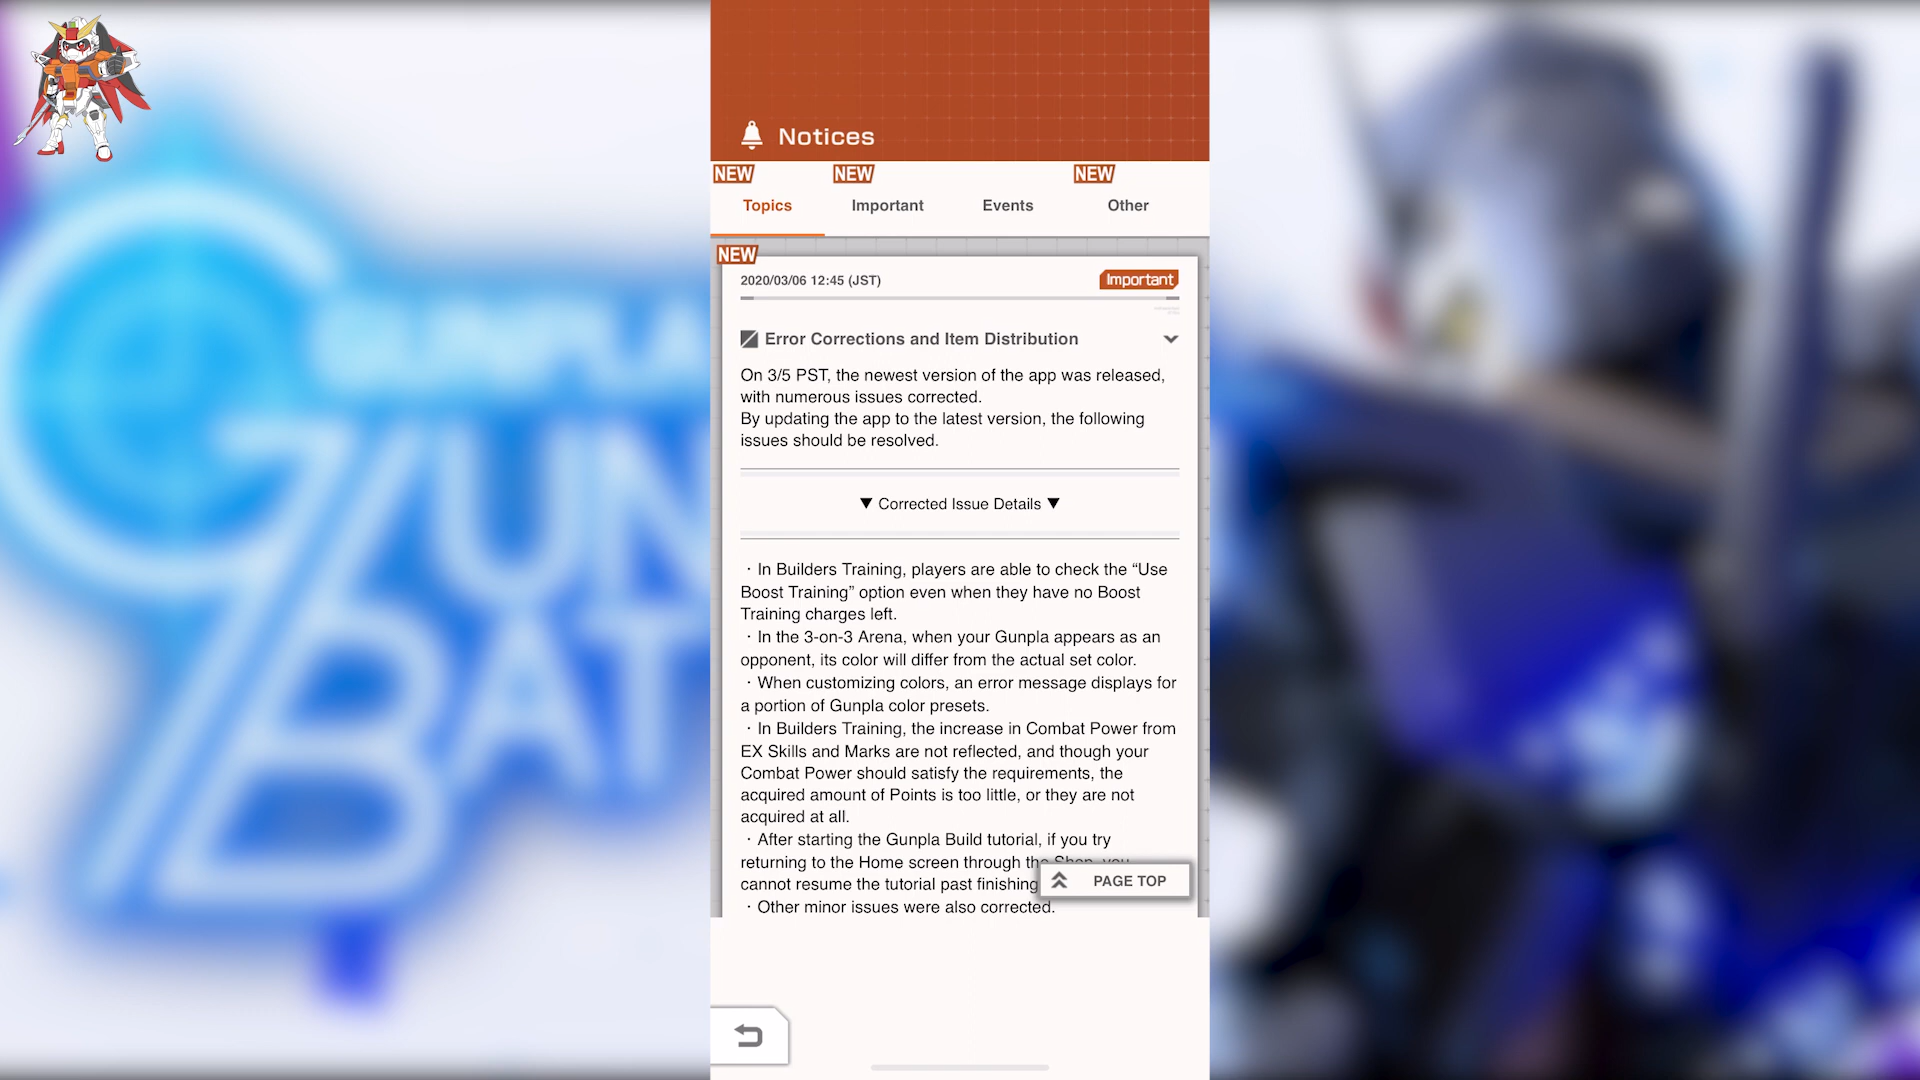 Notices
NEW NEW NEW
Topics Important Events Other
NEW
2020/03/06 12:45 (JST) Important
Error Corrections and Item Distribution
On 3/5 PST, the newest version of the app was released,
with numerous issues corrected.
By updating the app to the latest version, the following
issues should be resolved.
▼ Corrected Issue Details ▼
・In Builders Training, players are able to check the “Use
Boost Training” option even when they have no Boost
Training charges left.
・In the 3-on-3 Arena, when your Gunpla appears as an
opponent, its color will differ from the actual set color.
・When customizing colors, an error message displays for
a portion of Gunpla color presets.
・In Builders Training, the increase in Combat Power from
EX Skills and Marks are not reflected, and though your
Combat Power should satisfy the requirements, the
acquired amount of Points is too little, or they are not
acquired at all.
・After starting the Gunpla Build tutorial, if you try
returning to the Home screen through the Shop, you
cannot resume the tutorial past finishing
PAGE TOP
・Other minor issues were also corrected.
GUNPLA
GUN
BAT